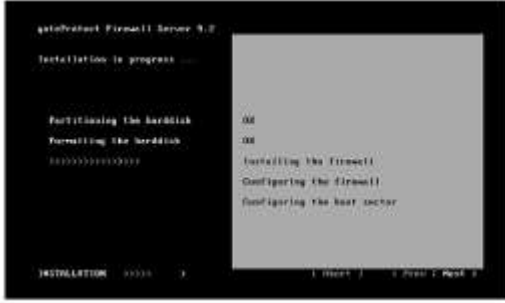 gateProtect Firewall Server 9.2
Installation in progress ...
Partitioning the harddisk OK
Formatting the harddisk OK
>>>>>>>>>>>>>>>> Installing the firewall
Configuring the firewall
Configuring the boot sector
INSTALLATION >>>>> > [ Abort ] [ Prev | Next ]